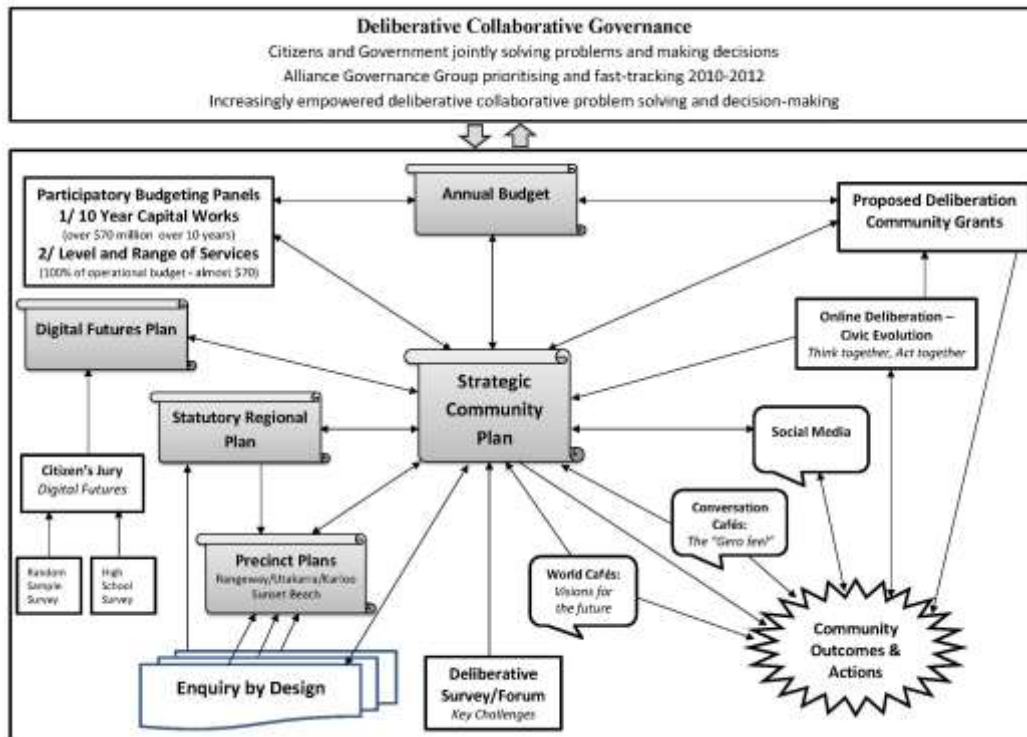 Deliberative Collaborative Governance
Citizens and Government jointly solving problems and making decisions
Alliance Governance Group prioritising and fast-tracking 2010-2012
Increasingly empowered deliberative collaborative problem solving and decision-making
Participatory Budgeting Panels
1/ 10 Year Capital Works
(over $70 million over 10 years)
2/ Level and Range of Services
(100% of operational budget - almost $70)
Annual Budget
Proposed Deliberation
Community Grants
Digital Futures Plan
Online Deliberation –
Civic Evolution
Think together, Act together
Strategic
Community
Plan
Statutory Regional
Plan
Social Media
Citizen's Jury
Digital Futures
Conversation
Cafés:
The "Gero feel"
Precinct Plans
Rangeway/Utakarra/Karloo
Sunset Beach
Random
Sample
Survey
High
School
Survey
World Cafés:
Visions for
the future
Community
Outcomes &
Actions
Enquiry by Design
Deliberative
Survey/Forum
Key Challenges